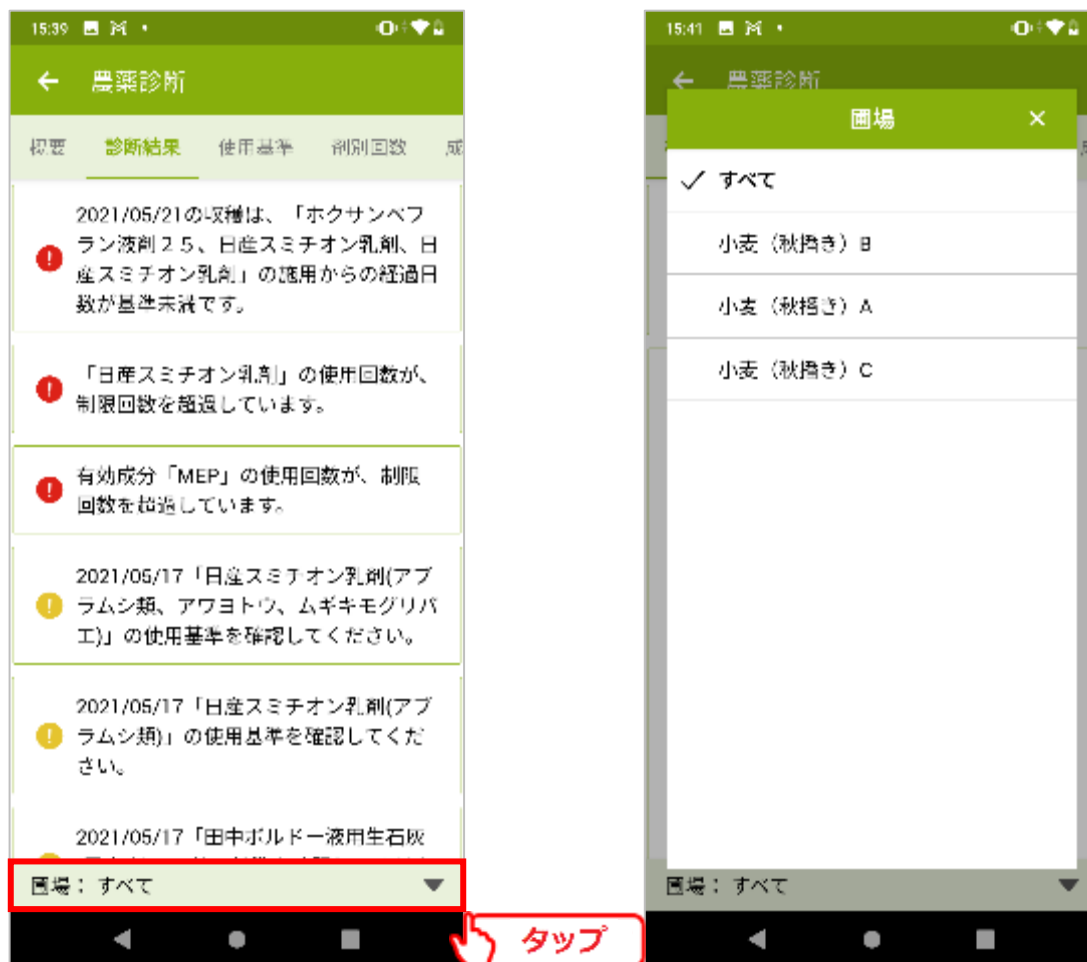 15:39
農薬診断
概要 診断結果 使用基準 剤別回数
2021/05/21の収穫は、「ホクサンベフ
ラン液剤25、日産スミチオン乳剤、日
産スミチオン乳剤」の施用からの経過日
数が基準未満です。
「日産スミチオン乳剤」の使用回数が、
制限回数を超過しています。
有効成分「MEP」の使用回数が、制限
回数を超過しています。
2021/05/17「日産スミチオン乳剤(アブ
ラムシ類、アワヨトウ、ムギキモグリバ
エ)」の使用基準を確認してください。
2021/05/17「日産スミチオン乳剤(アブ
ラムシ類)」の使用基準を確認してくだ
さい。
2021/05/17「田中ボルドー液用生石灰
圃場： すべて
タップ
15:41
農薬診断
圃場
すべて
小麦（秋播き）B
小麦（秋播き）A
小麦（秋播き）C
圃場： すべて